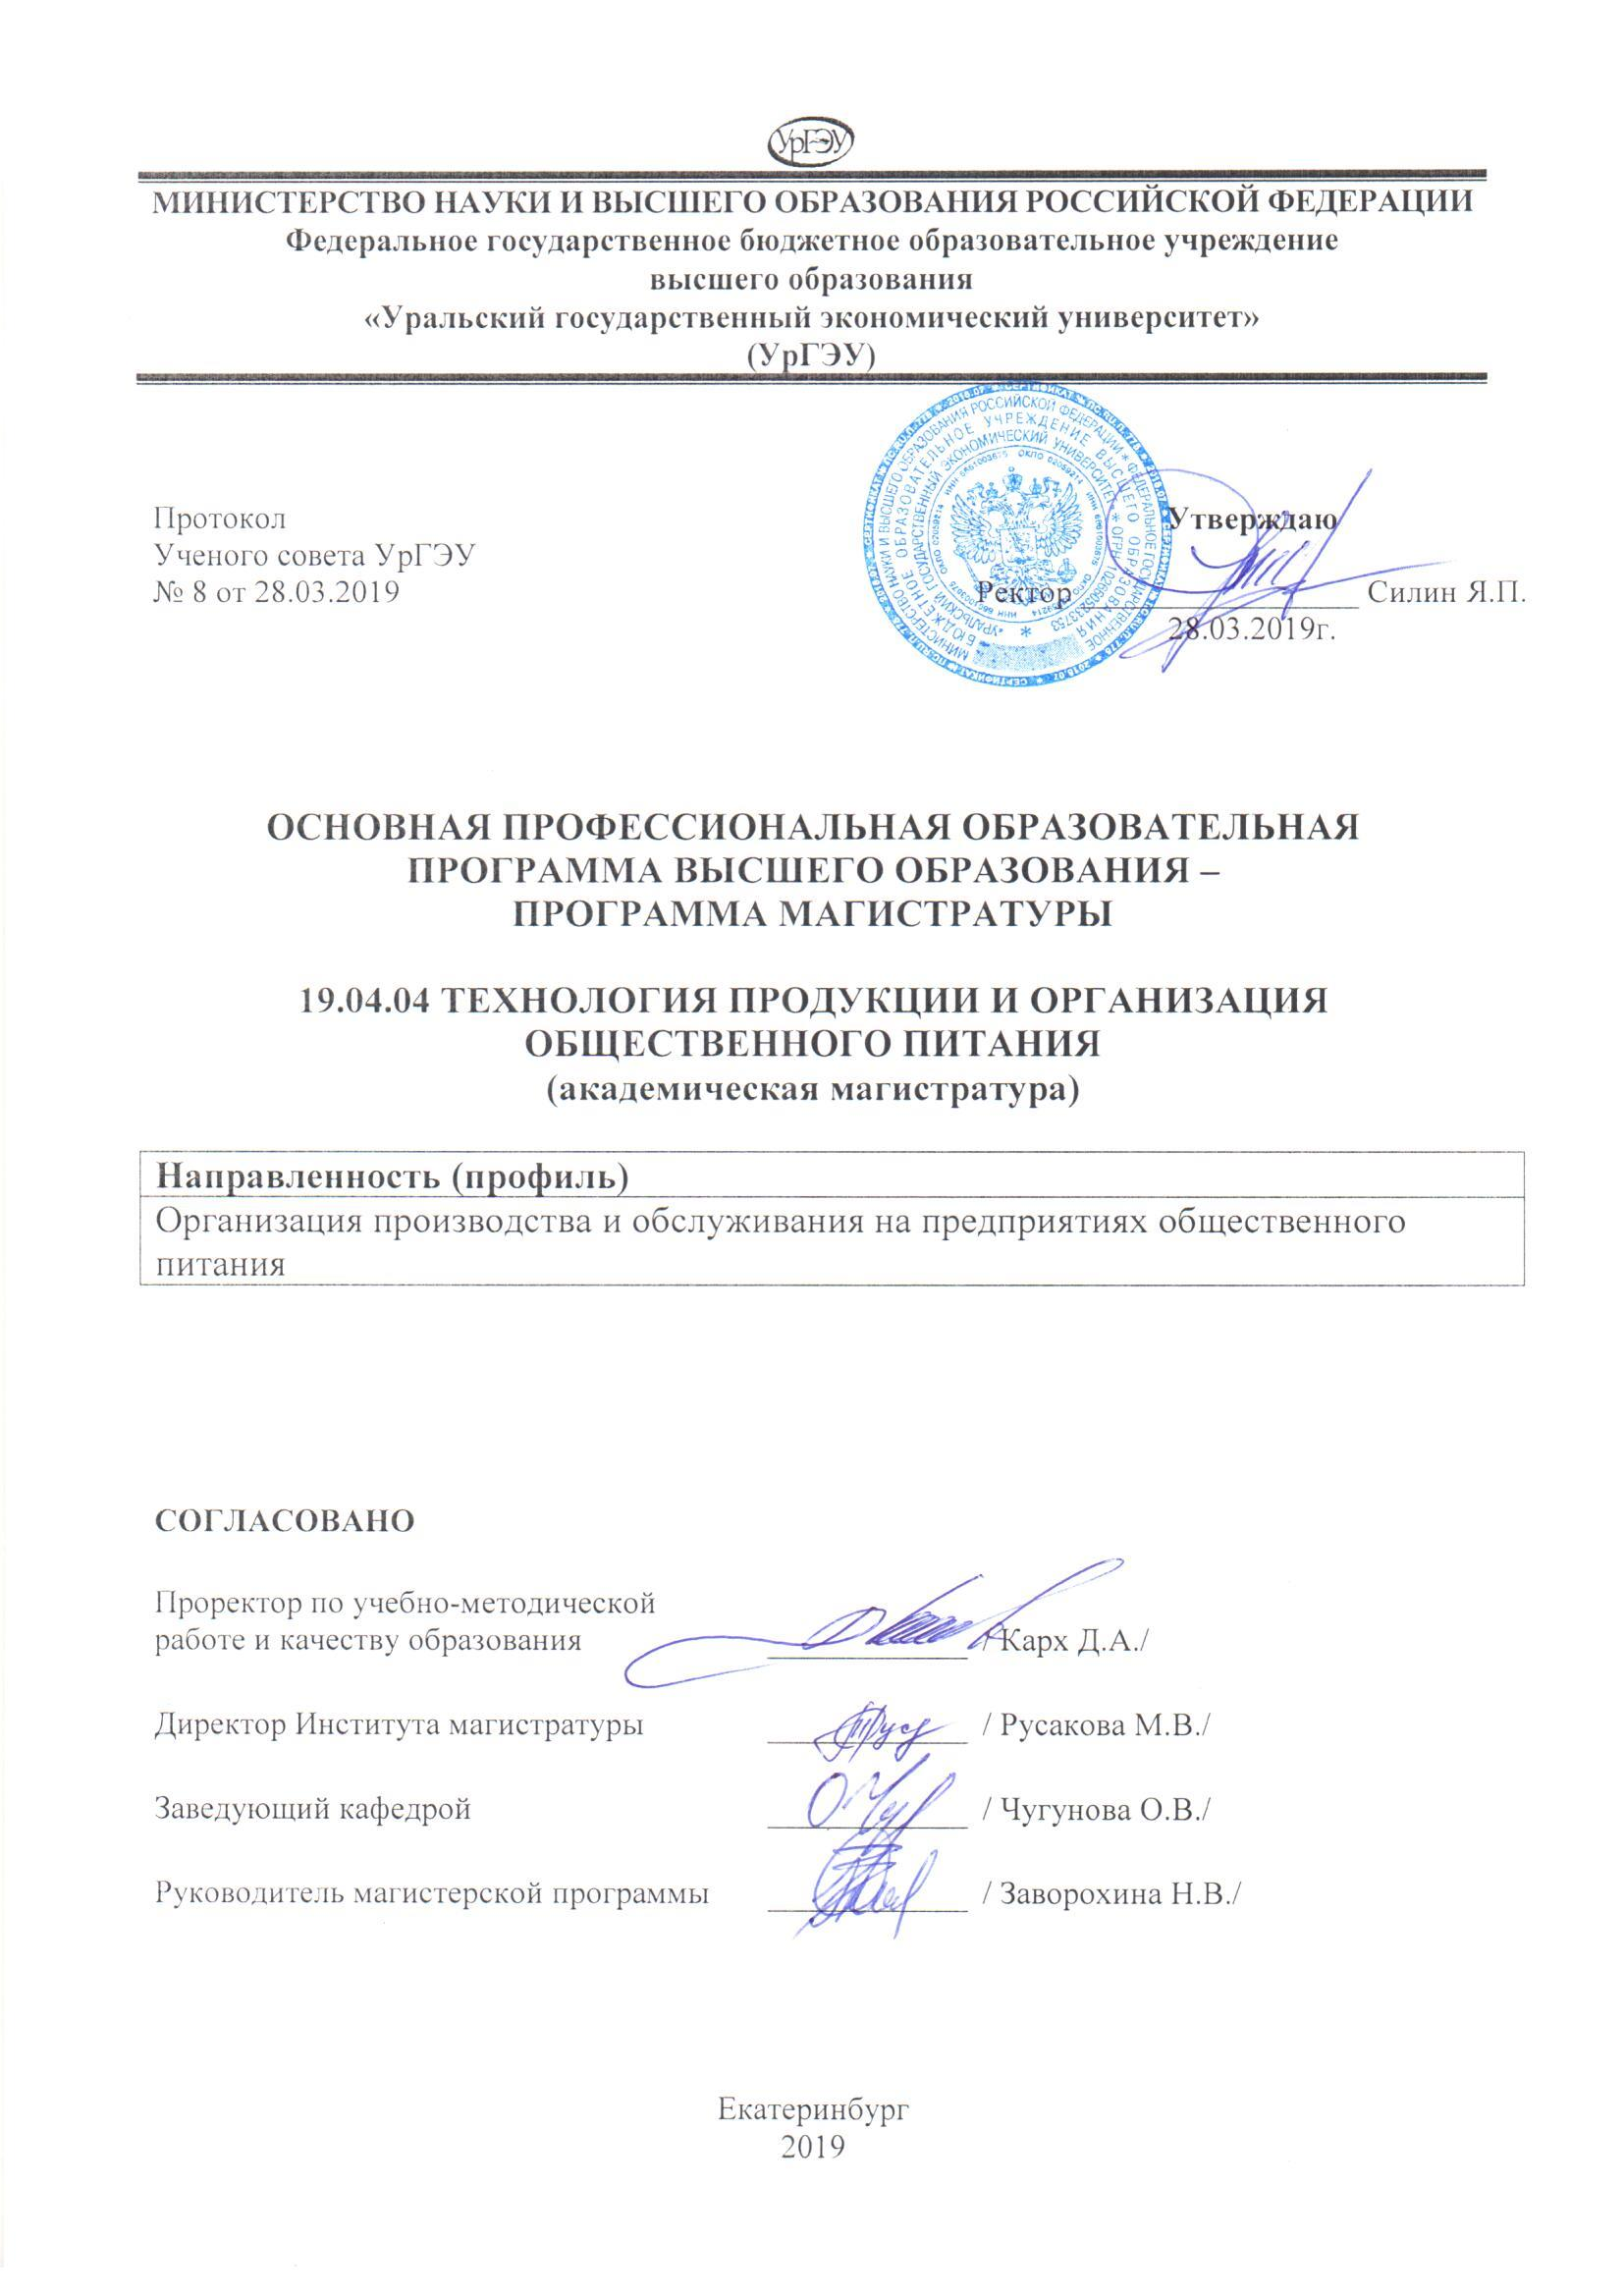 УрГЭУ
МИНИСТЕРСТВО НАУКИ И ВЫСШЕГО ОБРАЗОВАНИЯ РОССИЙСКОЙ ФЕДЕРАЦИИ
Федеральное государственное бюджетное образовательное учреждение
высшего образования
«Уральский государственный экономический университет»
(УрГЭУ)
Протокол
Ученого совета УрГЭУ
№ 8 от 28.03.2019
Утверждаю
Ректор Силин Я.П.
28.03.2019г.
ОСНОВНАЯ ПРОФЕССИОНАЛЬНАЯ ОБРАЗОВАТЕЛЬНАЯ
ПРОГРАММА ВЫСШЕГО ОБРАЗОВАНИЯ –
ПРОГРАММА МАГИСТРАТУРЫ
19.04.04 ТЕХНОЛОГИЯ ПРОДУКЦИИ И ОРГАНИЗАЦИЯ
ОБЩЕСТВЕННОГО ПИТАНИЯ
(академическая магистратура)
Направленность (профиль)
Организация производства и обслуживания на предприятиях общественного
питания
СОГЛАСОВАНО
Проректор по учебно-методической
работе и качеству образования / Карх Д.А./
Директор Института магистратуры / Русакова М.В./
Заведующий кафедрой / Чугунова О.В./
Руководитель магистерской программы / Заворохина Н.В./
Екатеринбург
2019